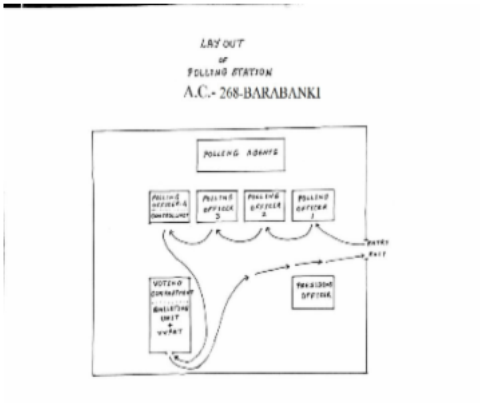 LAY OUT
OF
POLLING STATION
A.C.- 268-BARABANKI
POLLING AGENTS
POLLING
OFFICER-4
CONTROL UNIT
POLLING
OFFICER
3
POLLING
OFFICER
2
POLLING
OFFICER
1
ENTRY
EXIT
VOTING
COMPARTMENT
BALLOTING
UNIT
+
VVPAT
PRESIDING
OFFICER